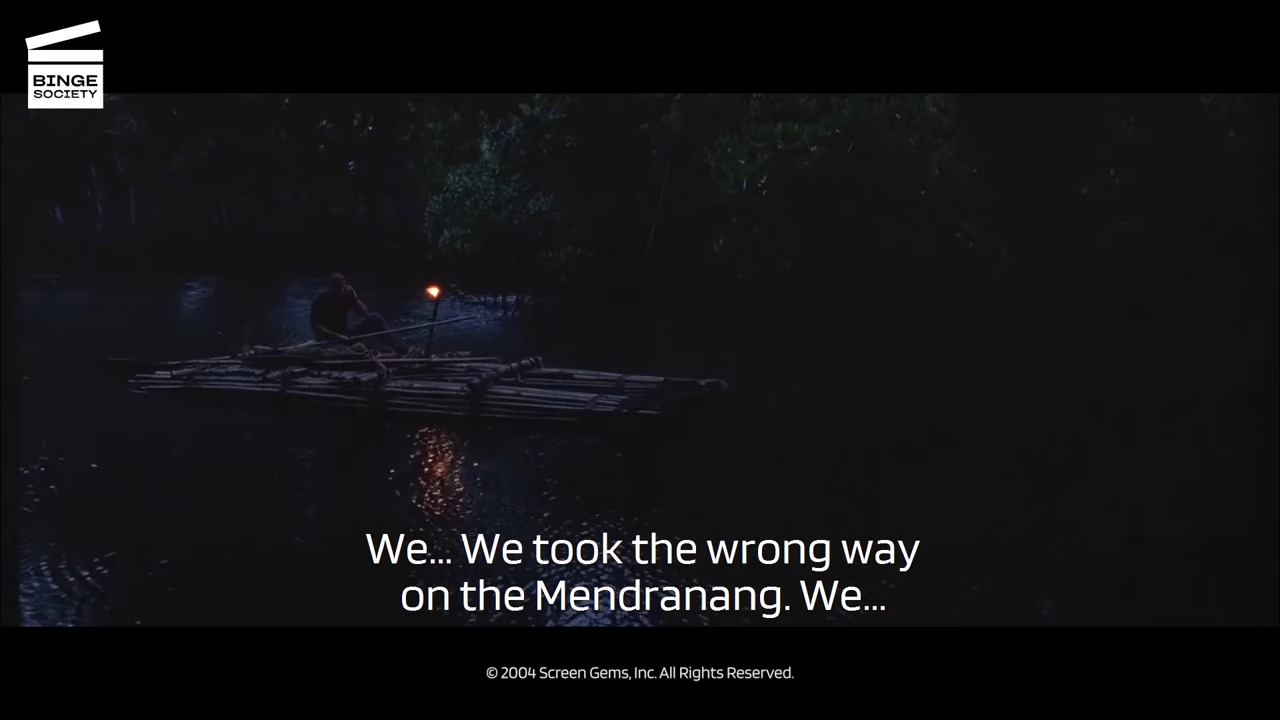 BINGE
SOCIETY
We... We took the wrong way
on the Mendranang. We...
© 2004 Screen Gems, Inc. All Rights Reserved.